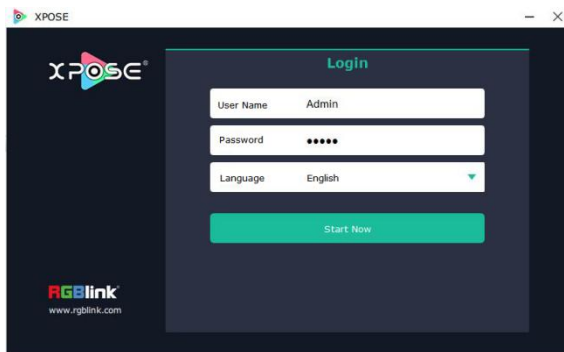 XPOSE
XPOSE®
Login
User Name Admin
Password •••••
Language English
Start Now
RGBlink®
www.rgblink.com